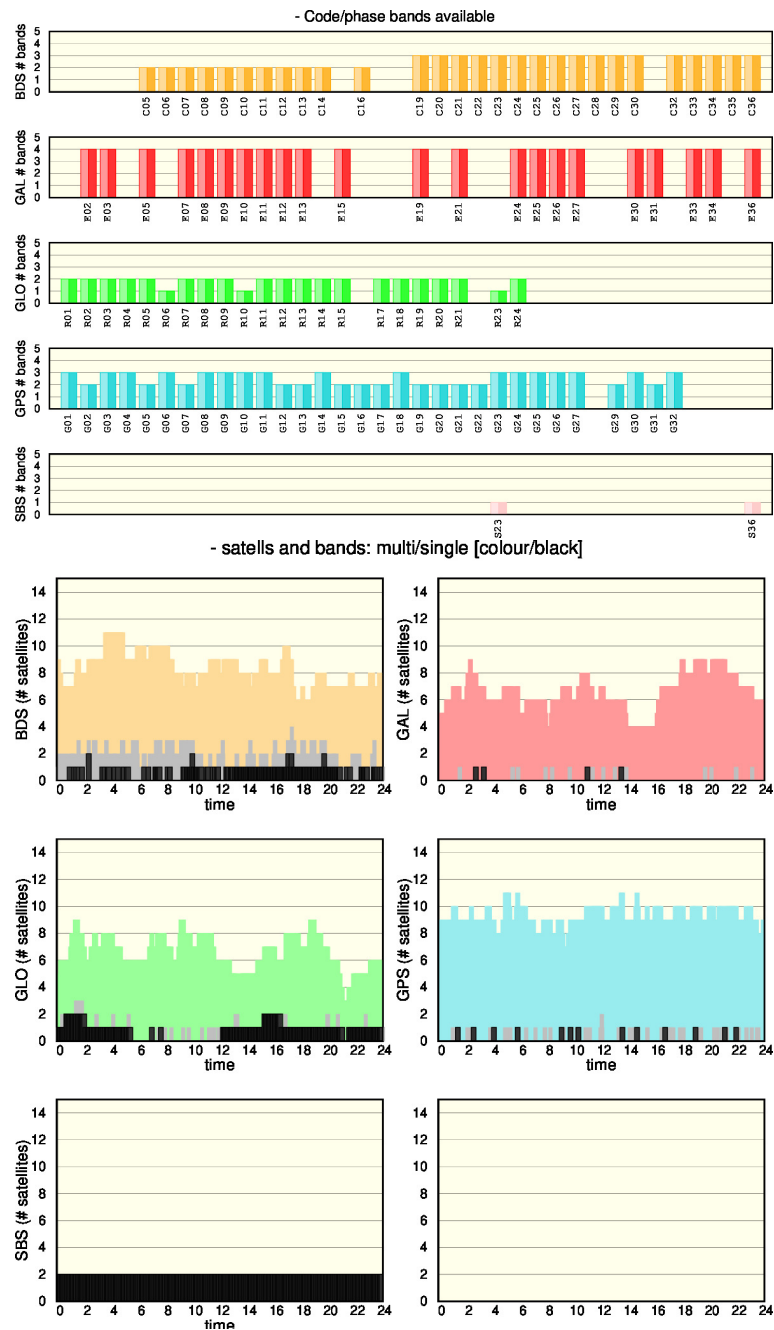 - Code/phase bands available
BDS # bands
5
4
3
2
1
0
C05 C06 C07 C08 C09 C10 C11 C12 C13 C14 C16 C19 C20 C21 C22 C23 C24 C25 C26 C27 C28 C29 C30 C32 C33 C34 C35 C36
GAL # bands
5
4
3
2
1
0
E02 E03 E05 E07 E08 E09 E10 E11 E12 E13 E15 E19 E21 E24 E25 E26 E27 E30 E31 E33 E34 E36
GLO # bands
5
4
3
2
1
0
R01 R02 R03 R04 R05 R06 R07 R08 R09 R10 R11 R12 R13 R14 R15 R17 R18 R19 R20 R21 R23 R24
GPS # bands
5
4
3
2
1
0
G01 G02 G03 G04 G05 G06 G07 G08 G09 G10 G11 G12 G13 G14 G15 G16 G17 G18 G19 G20 G21 G22 G23 G24 G25 G26 G27 G29 G30 G31 G32
SBS # bands
5
4
3
2
1
0
S23 S36
- satells and bands: multi/single [colour/black]
BDS (# satellites)
14
12
10
8
6
4
2
0
0 2 4 6 8 10 12 14 16 18 20 22 24
time
GAL (# satellites)
14
12
10
8
6
4
2
0
0 2 4 6 8 10 12 14 16 18 20 22 24
time
GLO (# satellites)
14
12
10
8
6
4
2
0
0 2 4 6 8 10 12 14 16 18 20 22 24
time
GPS (# satellites)
14
12
10
8
6
4
2
0
0 2 4 6 8 10 12 14 16 18 20 22 24
time
SBS (# satellites)
14
12
10
8
6
4
2
0
0 2 4 6 8 10 12 14 16 18 20 22 24
time
14
12
10
8
6
4
2
0
0 2 4 6 8 10 12 14 16 18 20 22 24